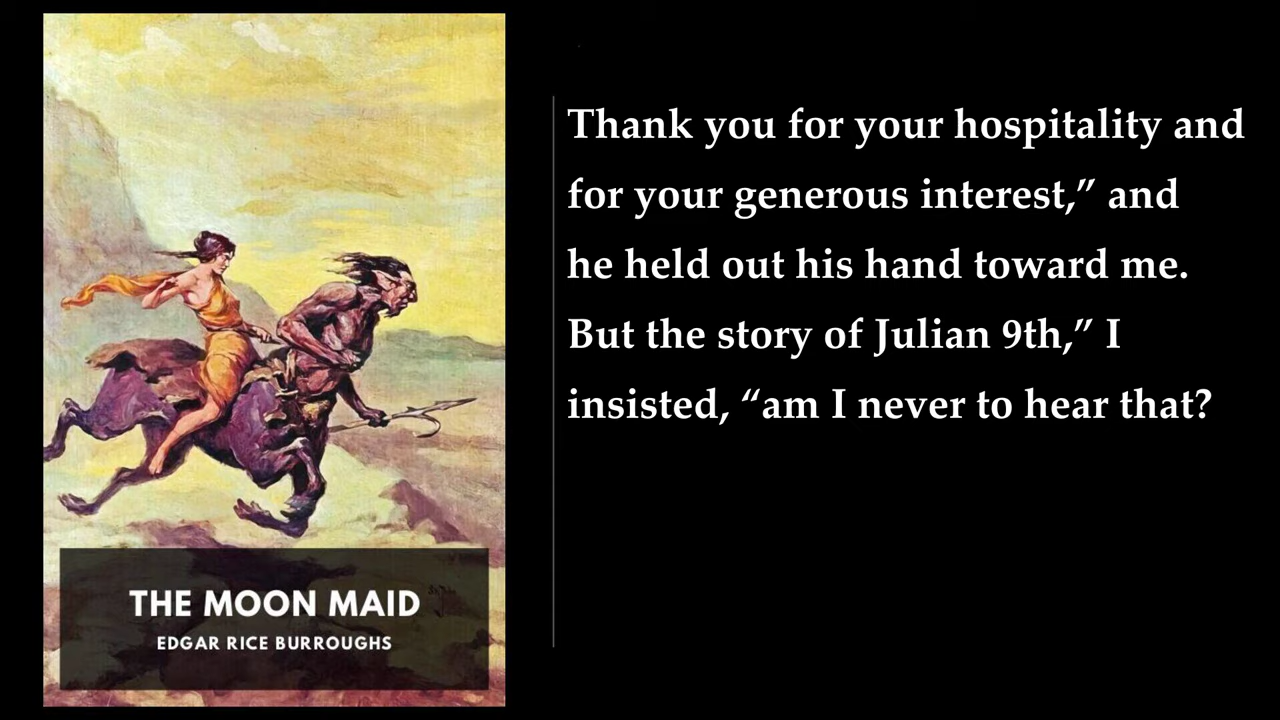 Thank you for your hospitality and
for your generous interest,” and
he held out his hand toward me.
But the story of Julian 9th,” I
insisted, “am I never to hear that?
THE MOON MAID
EDGAR RICE BURROUGHS